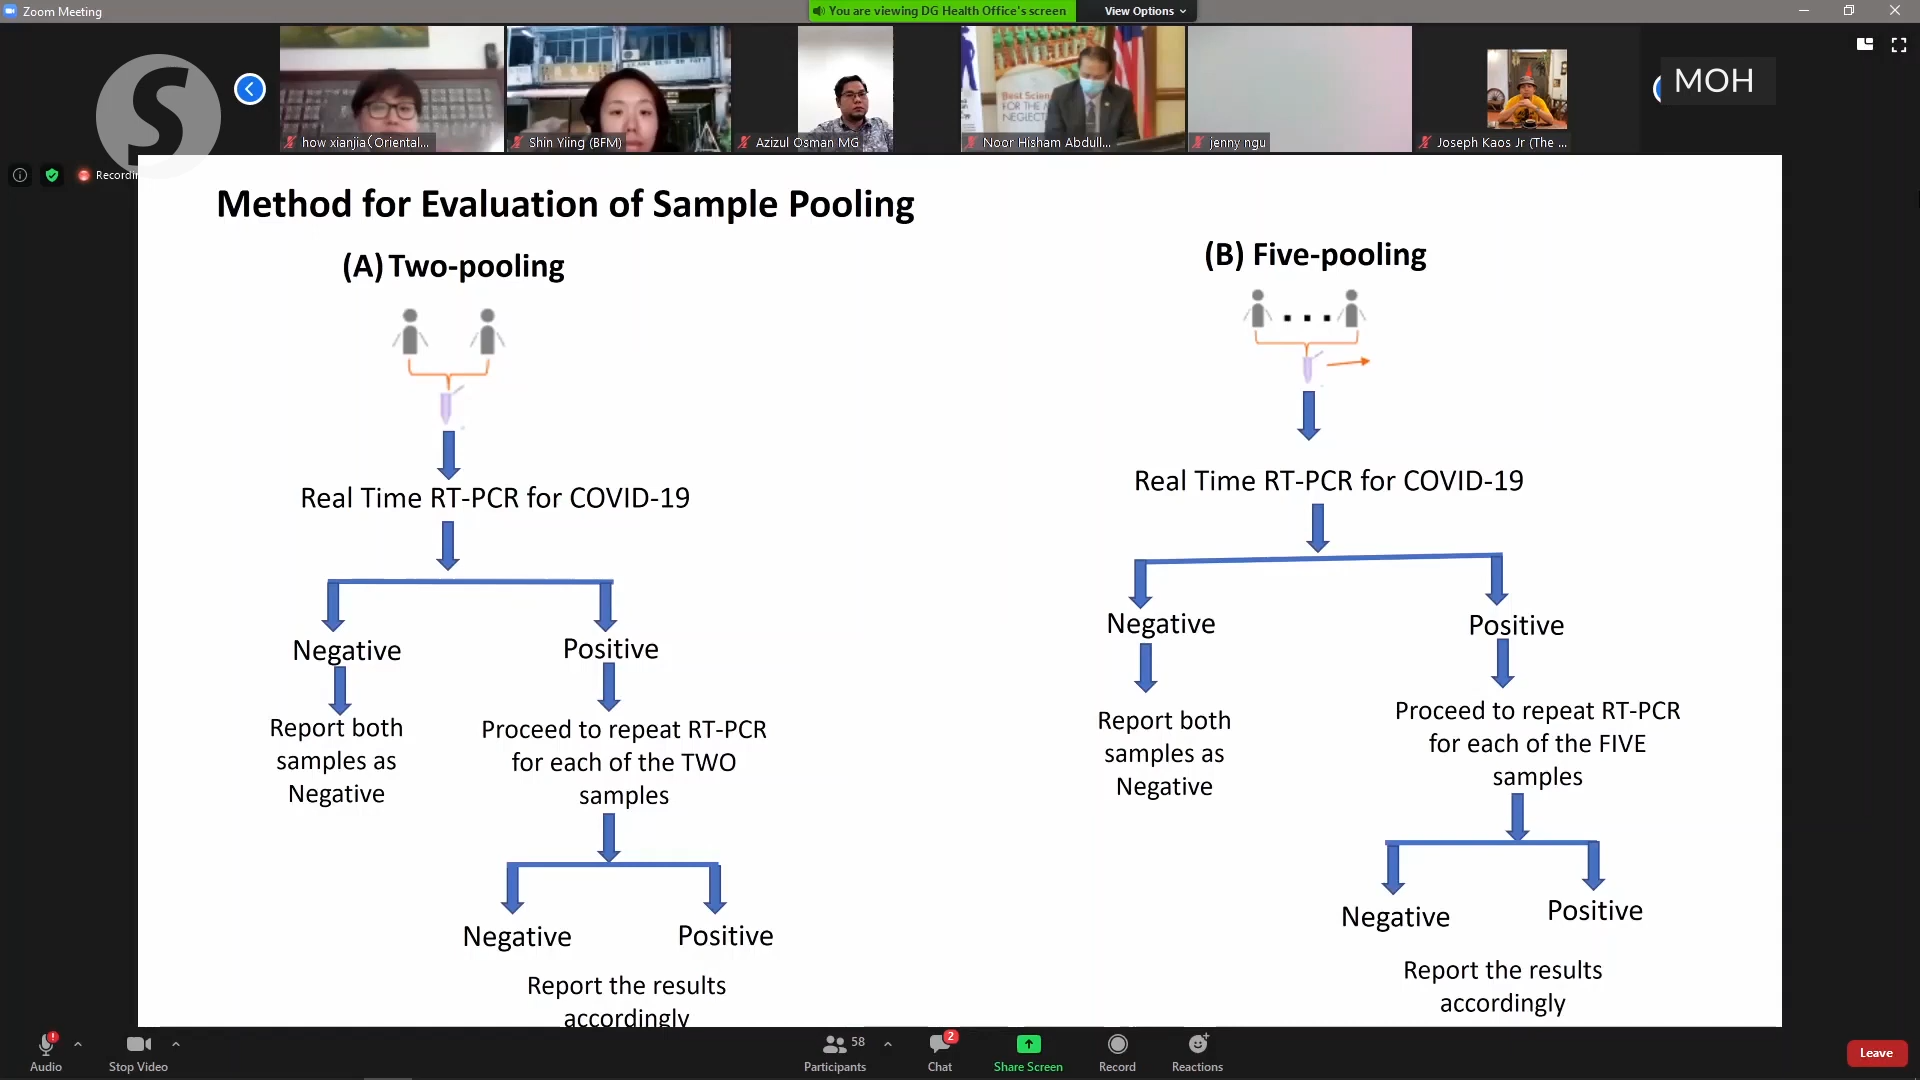 Zoom Meeting
You are viewing DG Health Office's screen
View Options
S
MOH
how xianjia(Oriental...
Shin Yiing (BFM)
Azizul Osman MG
Noor Hisham Abdull...
jenny ngu
Joseph Kaos Jr (The ...
Best Scien
FOR THE M
NEGLECT
Recordin
Method for Evaluation of Sample Pooling
(A) Two-pooling
Real Time RT-PCR for COVID-19
Negative
Positive
Report both
samples as
Negative
Proceed to repeat RT-PCR
for each of the TWO
samples
Negative
Positive
Report the results
accordingly
(B) Five-pooling
Real Time RT-PCR for COVID-19
Negative
Positive
Report both
samples as
Negative
Proceed to repeat RT-PCR
for each of the FIVE
samples
Negative
Positive
Report the results
accordingly
Audio
Stop Video
58
Participants
2
Chat
Share Screen
Record
Reactions
Leave